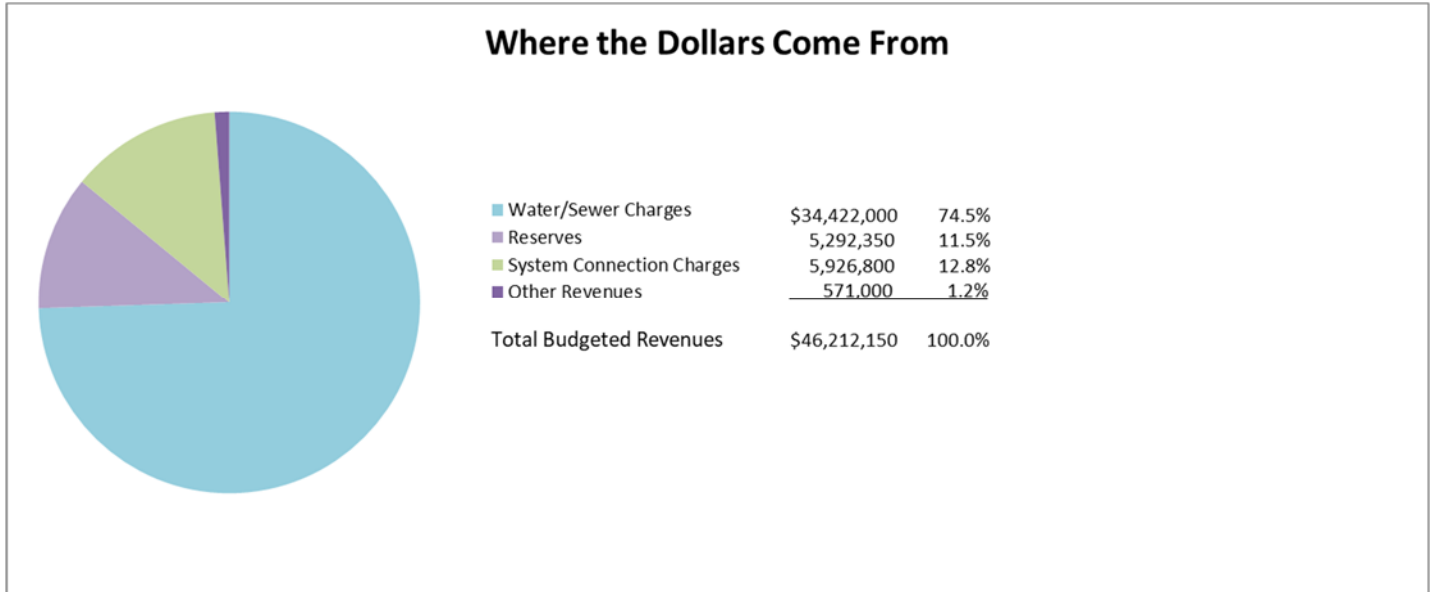 Where the Dollars Come From
Water/Sewer Charges $34,422,000 74.5%
Reserves 5,292,350 11.5%
System Connection Charges 5,926,800 12.8%
Other Revenues 571,000 1.2%
Total Budgeted Revenues $46,212,150 100.0%